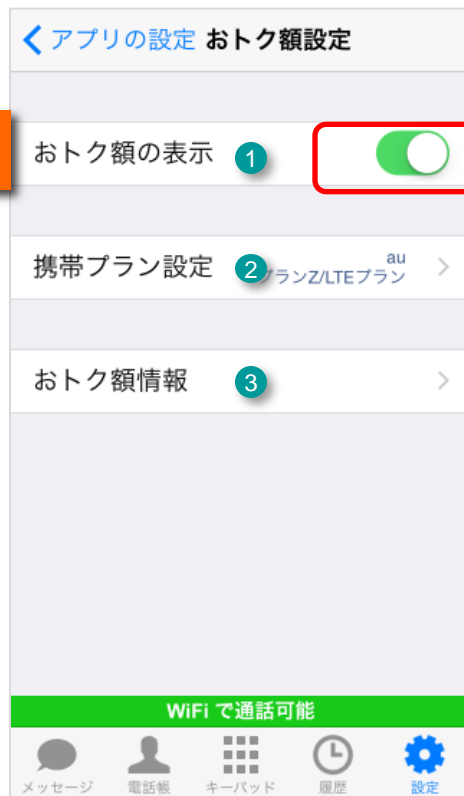 アプリの設定 おトク額設定
おトク額の表示 1
携帯プラン設定 2 au
プランZ/LTEプラン
おトク額情報 3
WiFi で通話可能
メッセージ 電話帳 キーパッド 履歴 設定